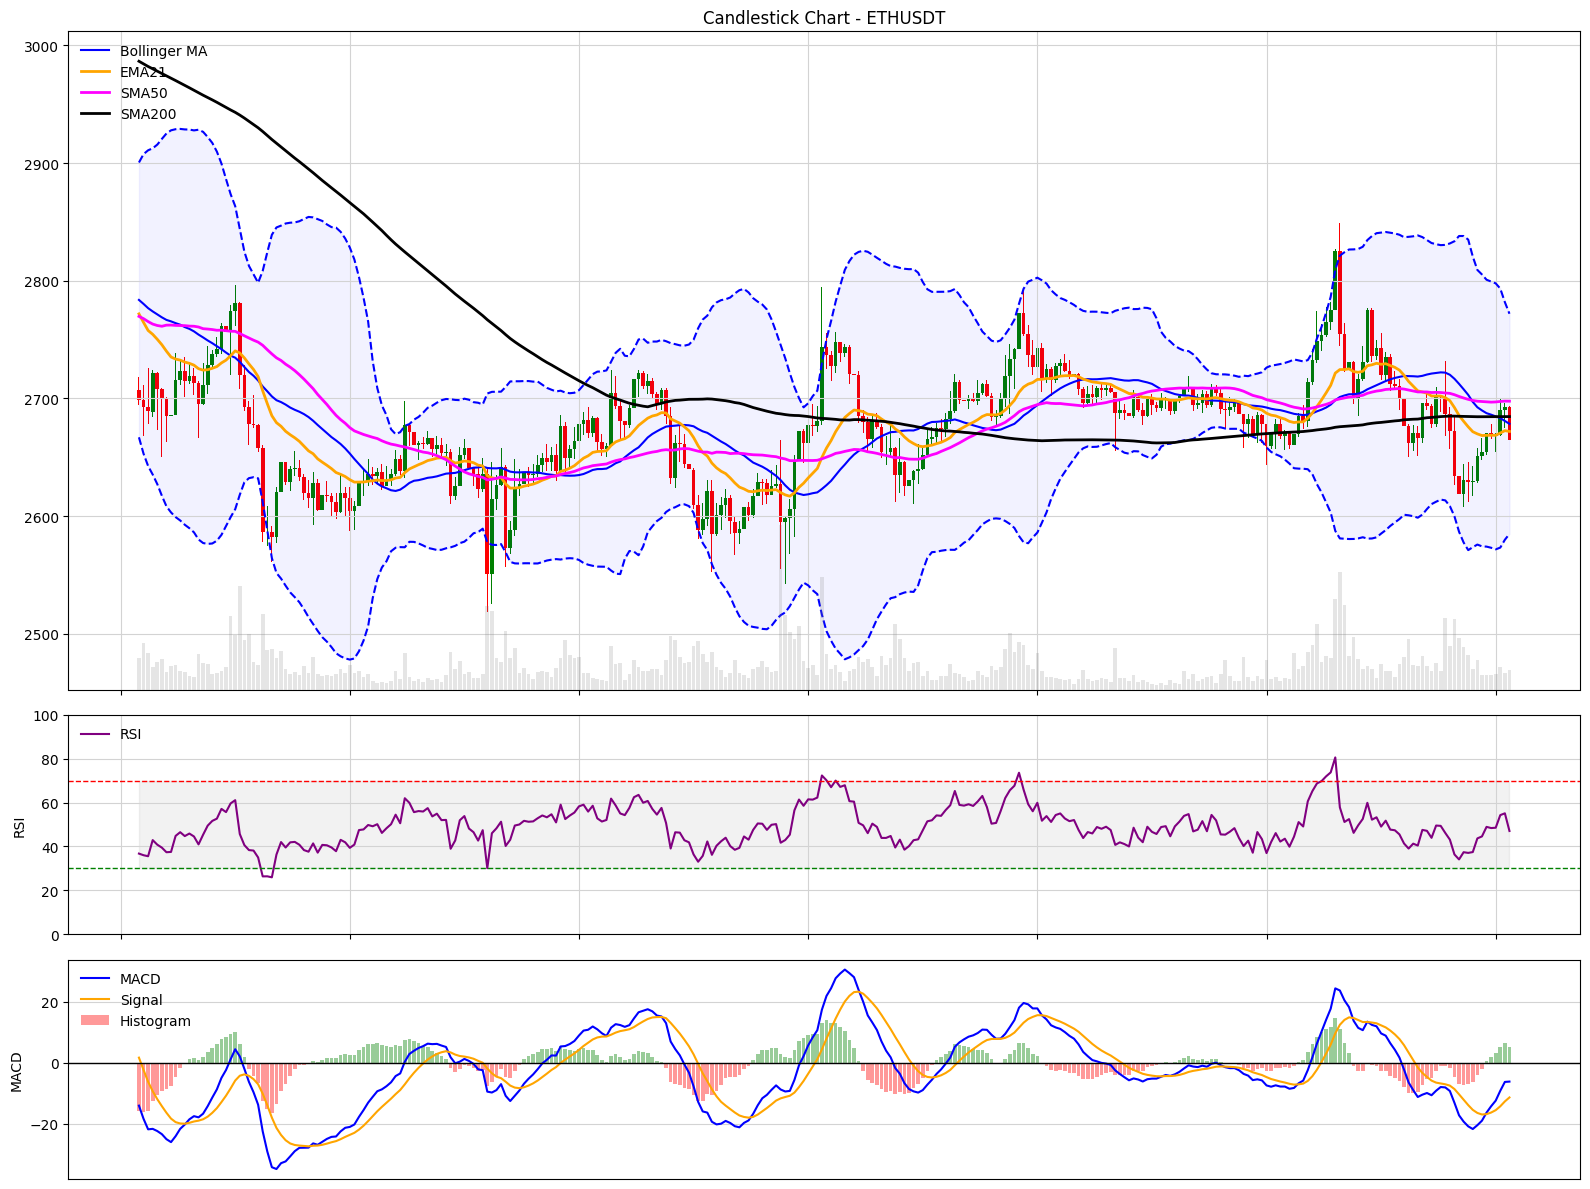 Candlestick Chart - ETHUSDT
3000
2900
2800
2700
2600
2500
Bollinger MA
EMA21
SMA50
SMA200
RSI
100
80
60
40
20
0
RSI
MACD
20
0
−20
MACD
Signal
Histogram